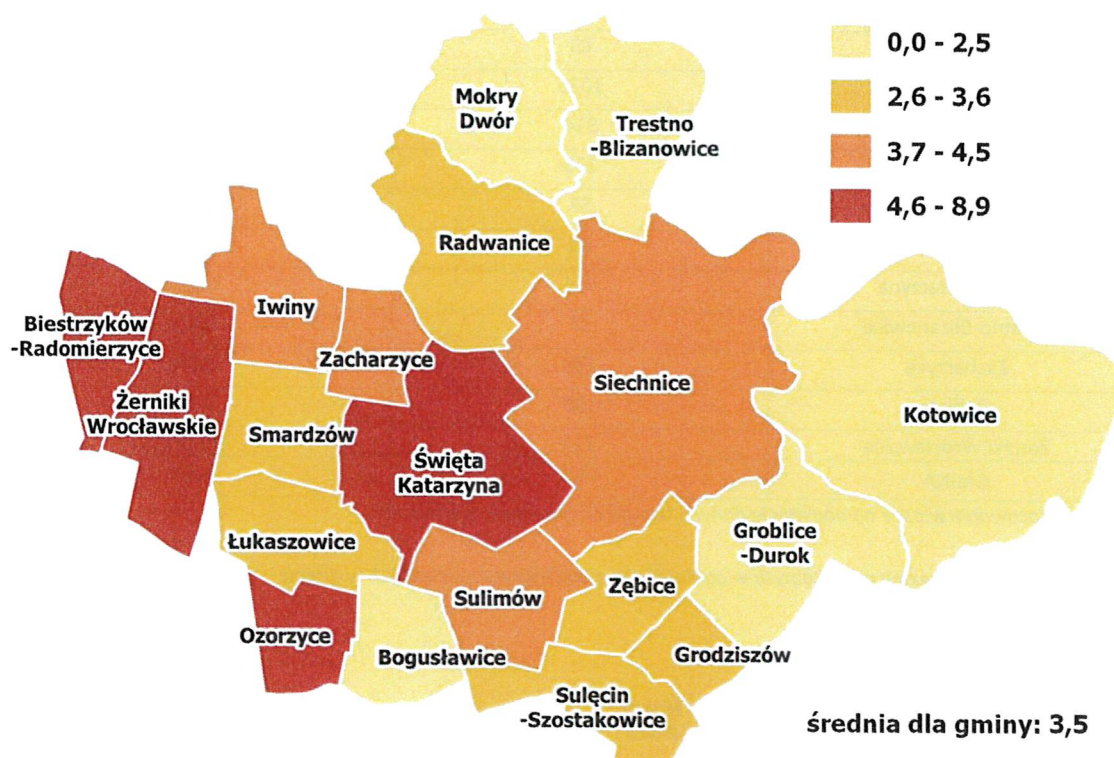 0,0 - 2,5
2,6 - 3,6
3,7 - 4,5
4,6 - 8,9
Mokry
Dwór
Trestno
-Blizanowice
Radwanice
Iwiny
Biestrzyków
-Radomierzyce
Zacharzyce
Siechnice
Żerniki
Wrocławskie
Kotowice
Smardzów
Święta
Katarzyna
Łukaszowice
Groblice
-Durok
Zębice
Sulimów
Ozorzyce
Bogusławice
Grodziszów
Sulęcin
-Szostakowice
średnia dla gminy: 3,5